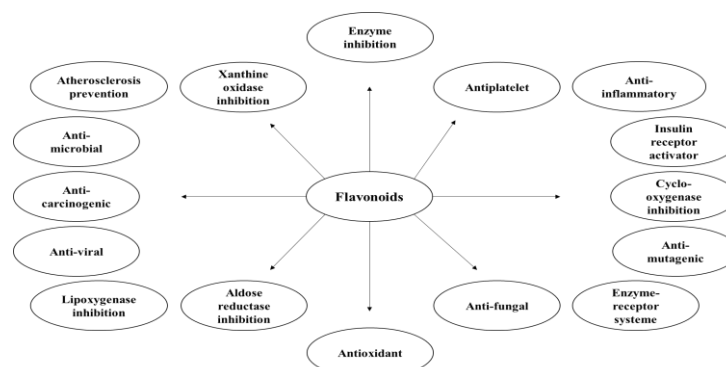 Enzyme
inhibition
Atherosclerosis
prevention
Xanthine
oxidase
inhibition
Antiplatelet
Anti-
inflammatory
Anti-
microbial
Insulin
receptor
activator
Anti-
carcinogenic
Flavonoids
Cyclo-
oxygenase
inhibition
Anti-viral
Anti-
mutagenic
Lipoxygenase
inhibition
Aldose
reductase
inhibition
Anti-fungal
Enzyme-
receptor
systeme
Antioxidant